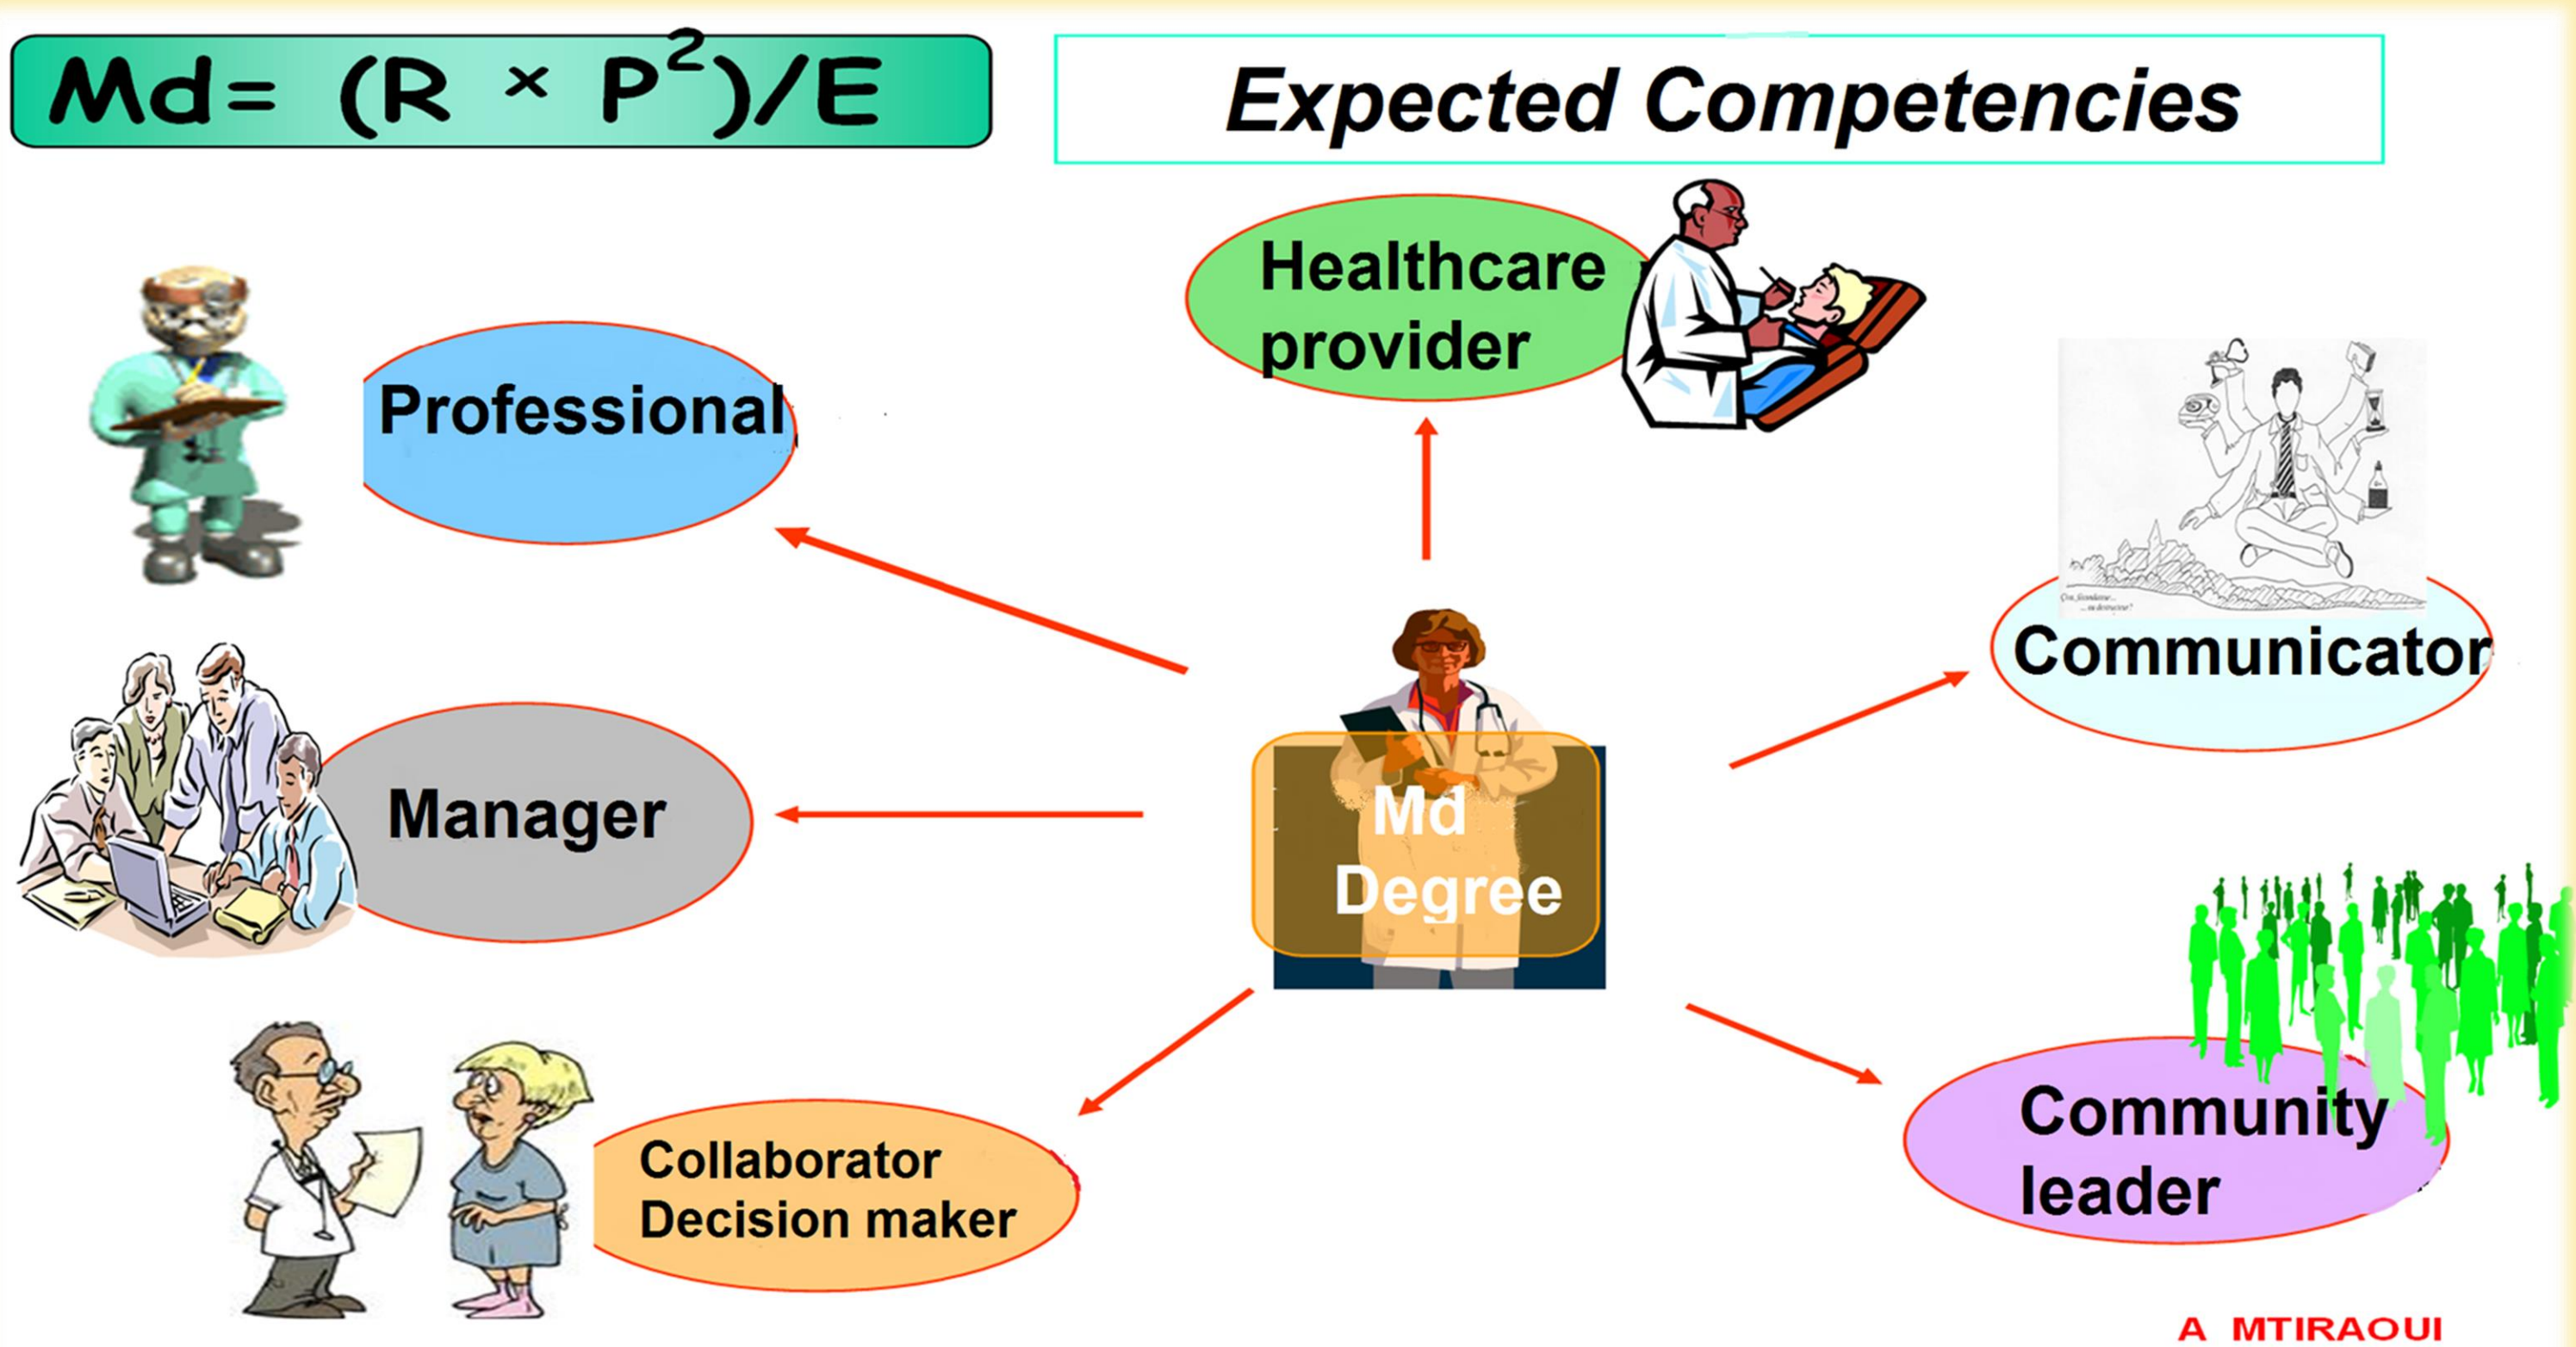 Md= (R × P²)/E
Expected Competencies
Healthcare
provider
Professional
Communicator
Manager
Md
Degree
Community
leader
Collaborator
Decision maker
A MTIRAOUI